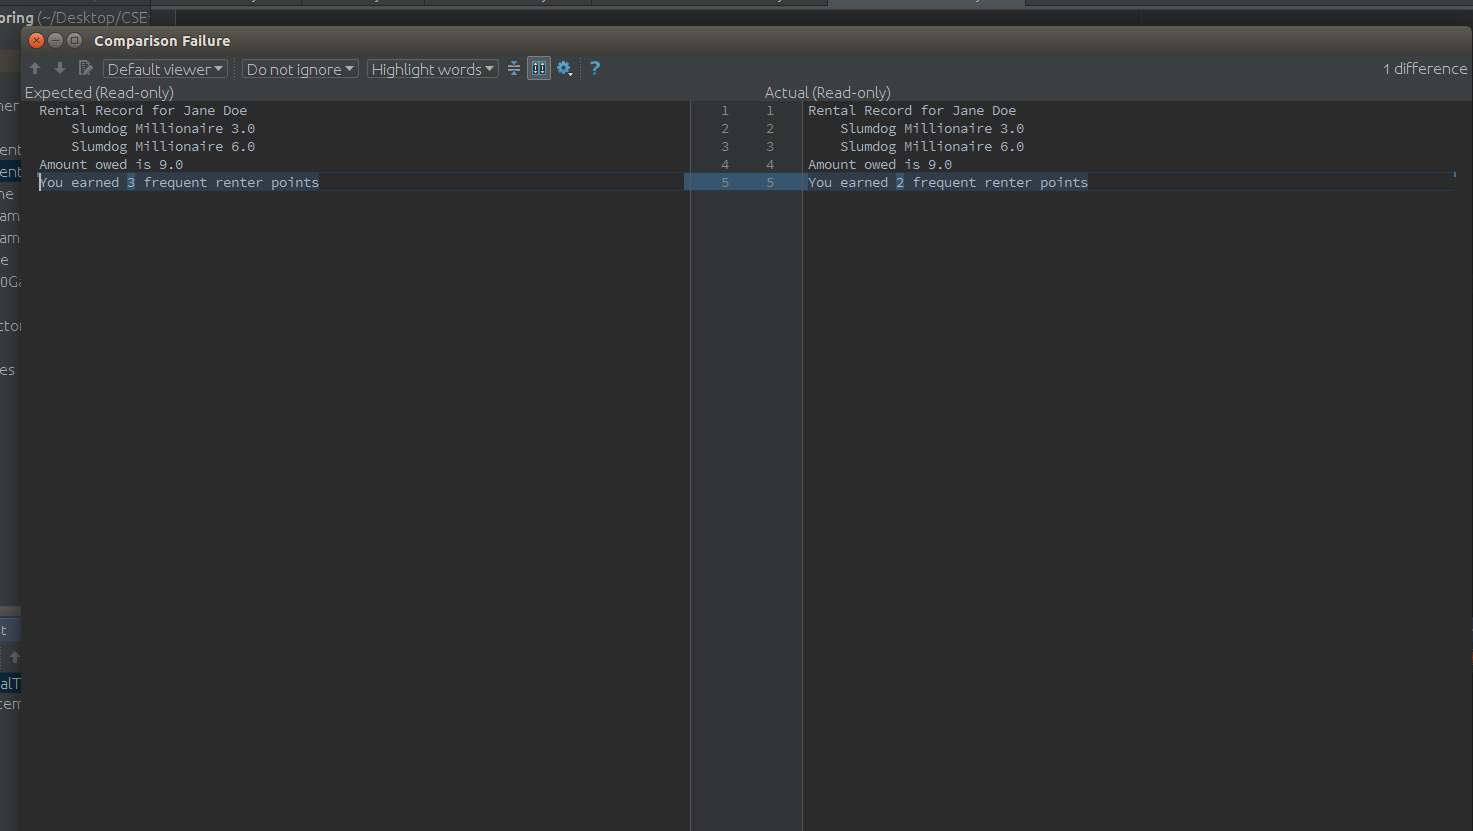 oring (~/Desktop/CSE
Comparison Failure
Default viewer Do not ignore Highlight words ? 1 difference
Expected (Read-only) Actual (Read-only)
Rental Record for Jane Doe 1 1 Rental Record for Jane Doe
Slumdog Millionaire 3.0 2 2 Slumdog Millionaire 3.0
Slumdog Millionaire 6.0 3 3 Slumdog Millionaire 6.0
Amount owed is 9.0 4 4 Amount owed is 9.0
You earned 3 frequent renter points 5 5 You earned 2 frequent renter points
ner
ent
ent
ne
am
am
e
0Ga
ctor
es
t
alT
tem